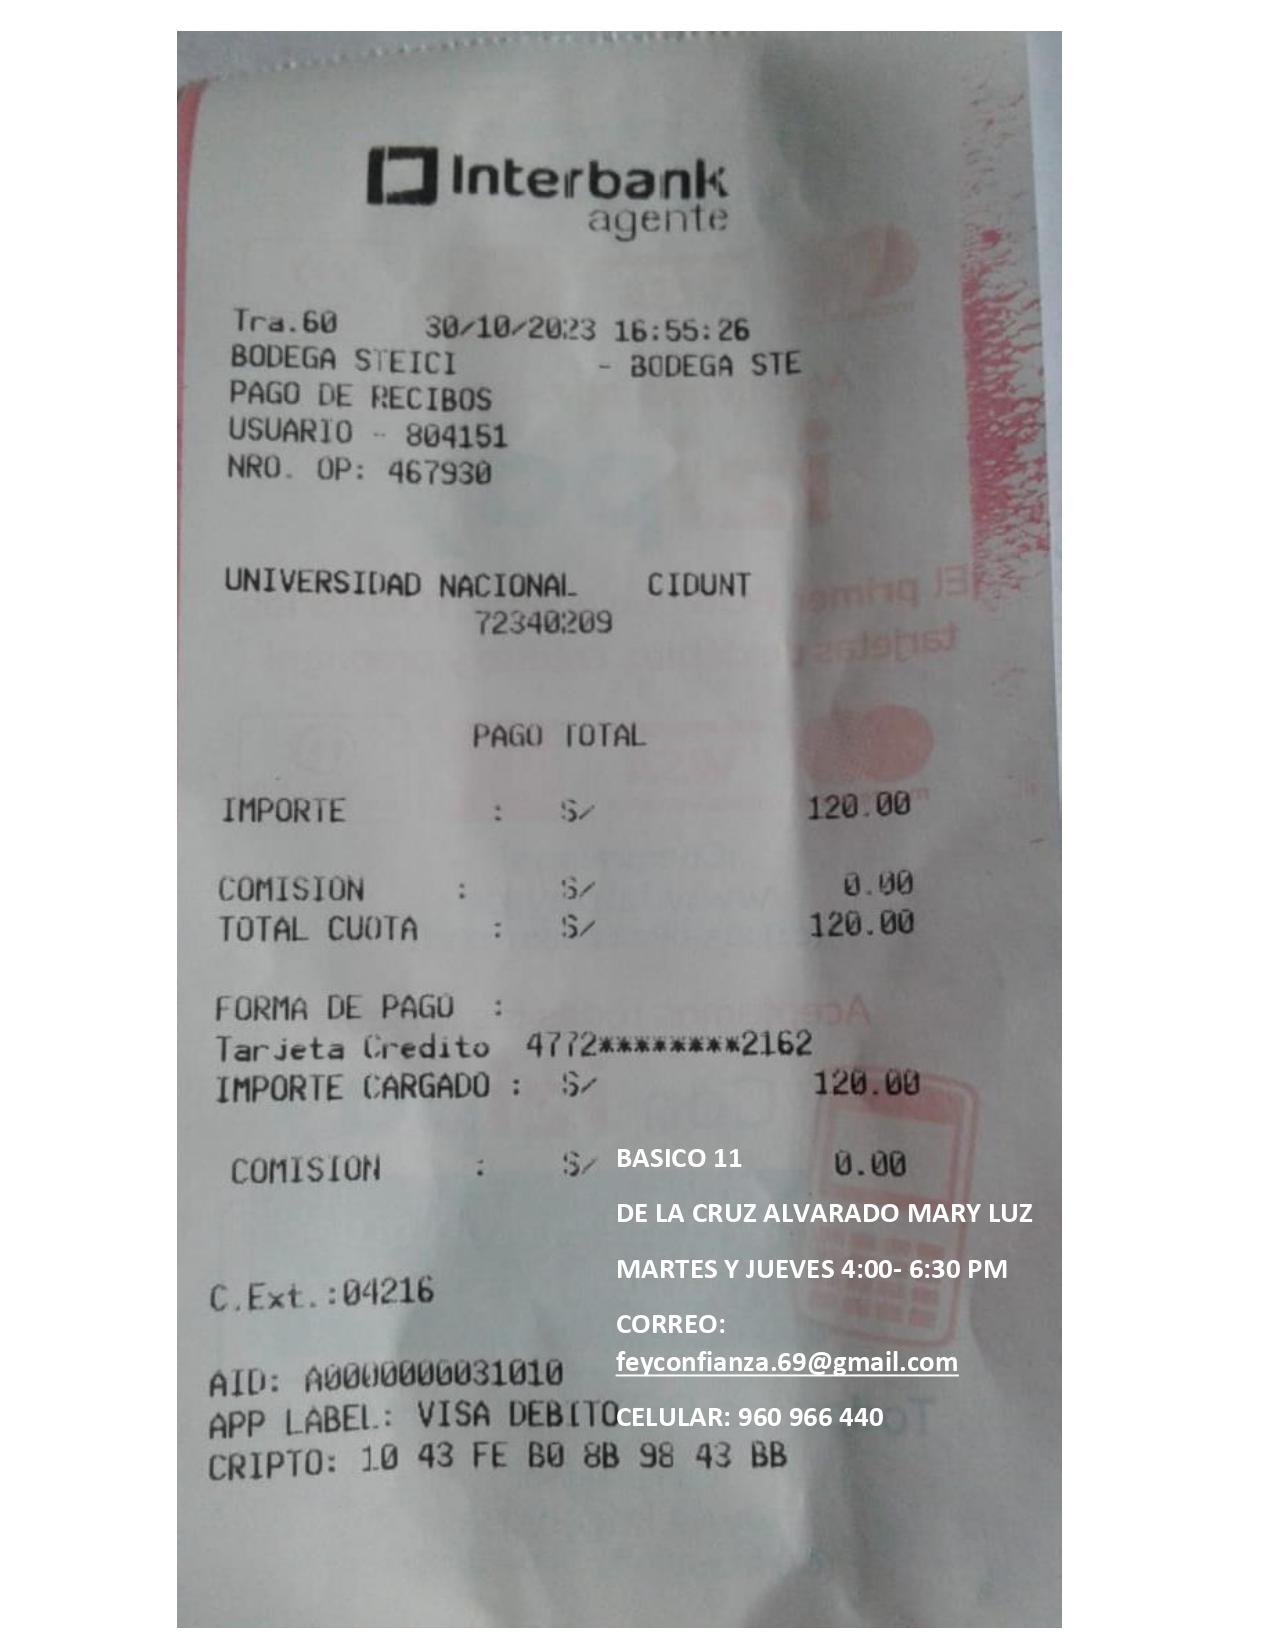 Interbank
agente
Tra.60 30/10/2023 16:55:26
BODEGA STEICI - BODEGA STE
PAGO DE RECIBOS
USUARIO - 804151
NRO. OP: 467930
UNIVERSIDAD NACIONAL CIDUNT
72340209
PAGO TOTAL
IMPORTE : S/ 120.00
COMISION : S/ 0.00
TOTAL CUOTA : S/ 120.00
FORMA DE PAGO :
Tarjeta Credito 4772********2162
IMPORTE CARGADO : S/ 120.00
COMISION : S/ 0.00
BASICO 11
DE LA CRUZ ALVARADO MARY LUZ
MARTES Y JUEVES 4:00- 6:30 PM
C.Ext.:04216
CORREO:
feyconfianza.69@gmail.com
AID: A0000000031010
APP LABEL: VISA DEBITO
CELULAR: 960 966 440
CRIPTO: 10 43 FE B0 8B 98 43 BB
El primer
tarjetas